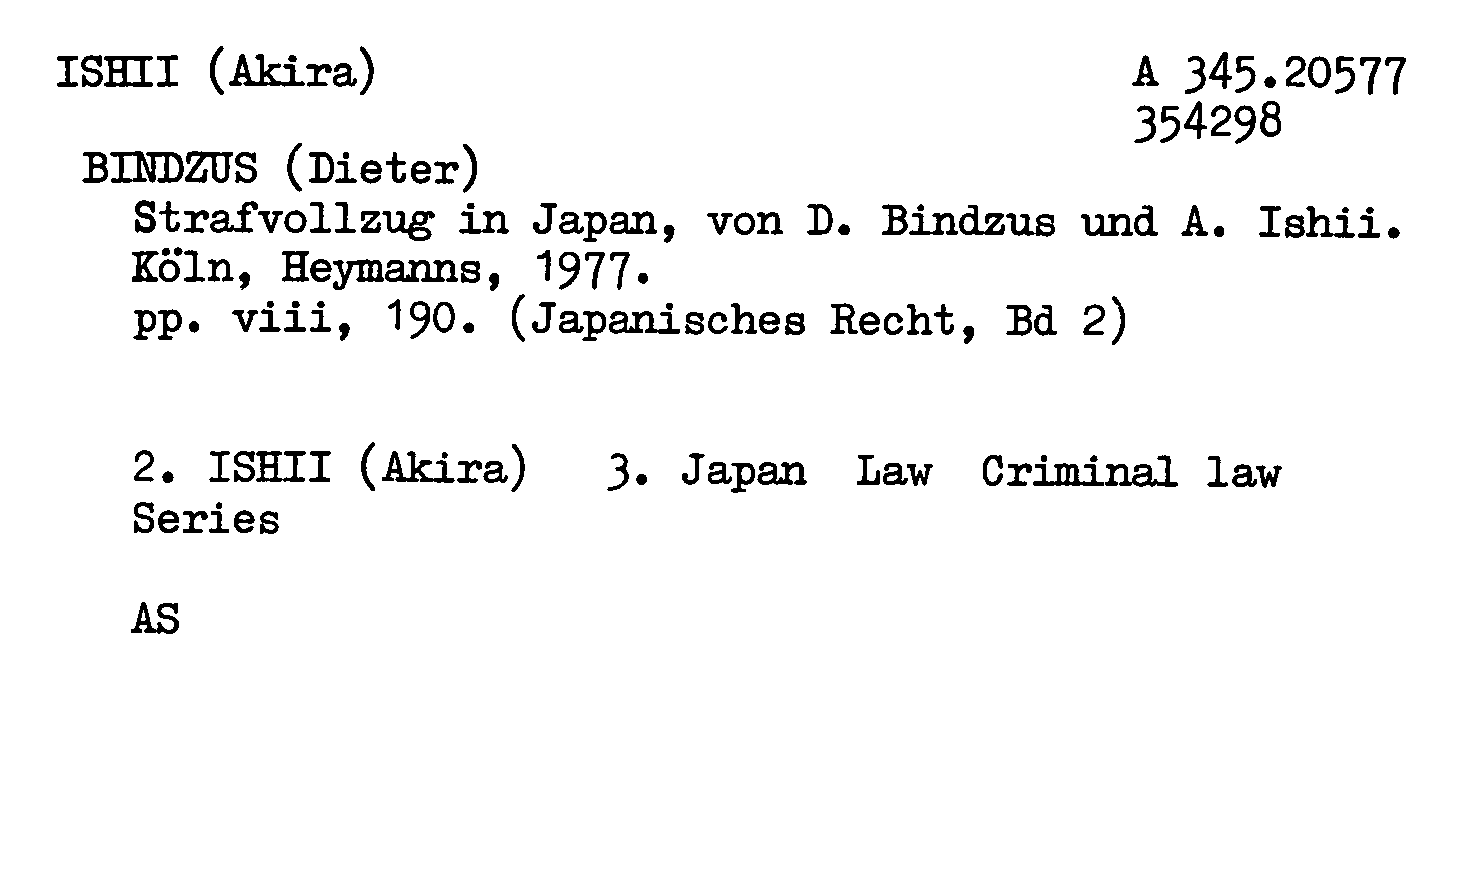 ISHII (Akira) A 345.20577
354298
BINDZUS (Dieter)
Strafvollzug in Japan, von D. Bindzus und A. Ishii.
Köln, Heymanns, 1977.
pp. viii, 190. (Japanisches Recht, Bd 2)
2. ISHII (Akira) 3. Japan Law Criminal law
Series
AS